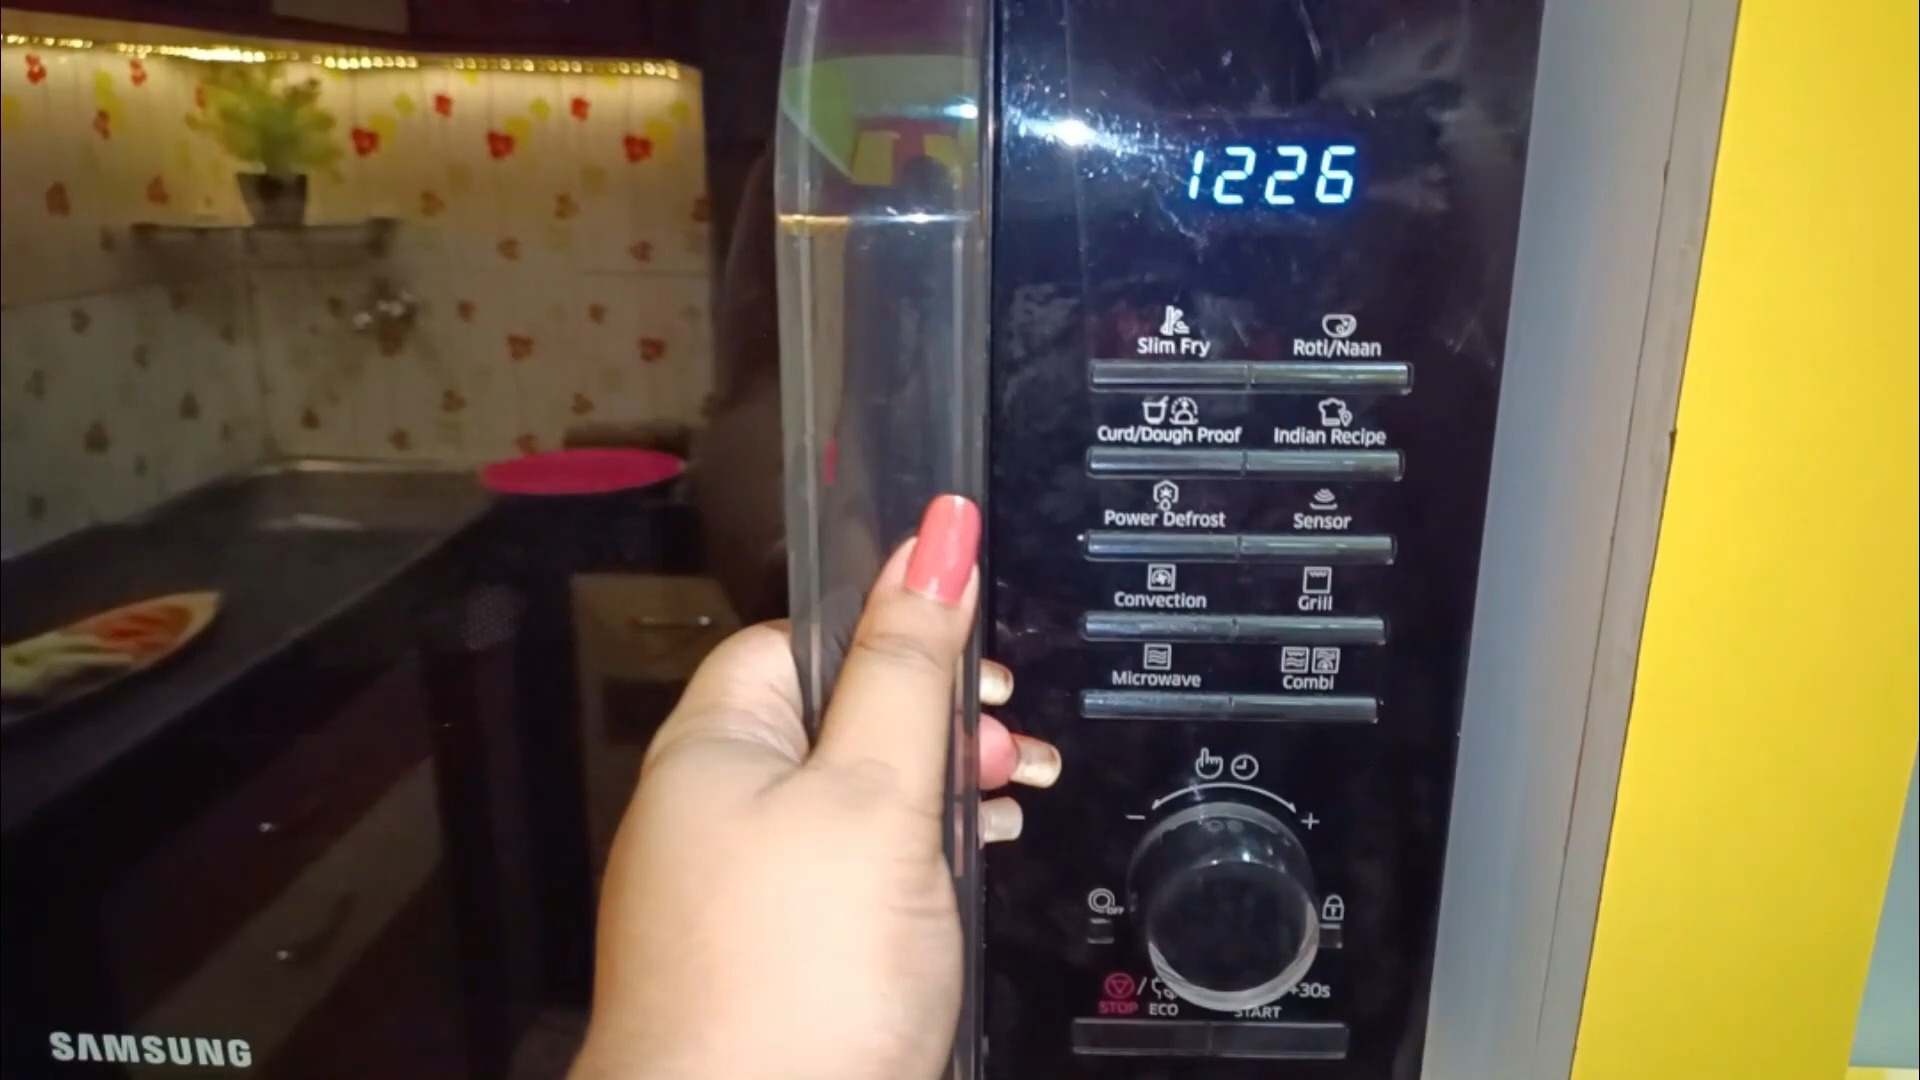 1226
Slim Fry Roti/Naan
Curd/Dough Proof Indian Recipe
Power Defrost Sensor
Convection Grill
Microwave Combi
- +
OFF
/ +30s
STOP ECO START
SAMSUNG